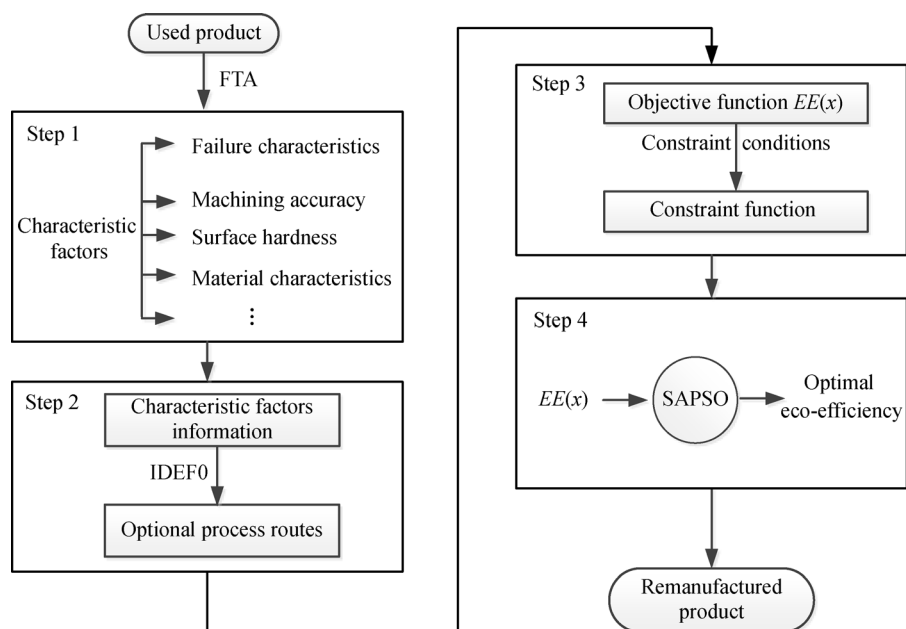 Used product
FTA
Step 1
Characteristic
factors
Failure characteristics
Machining accuracy
Surface hardness
Material characteristics
⋮
Step 2
Characteristic factors
information
IDEF0
Optional process routes
Step 3
Objective function EE(x)
Constraint conditions
Constraint function
Step 4
EE(x)
SAPSO
Optimal
eco-efficiency
Remanufactured
product